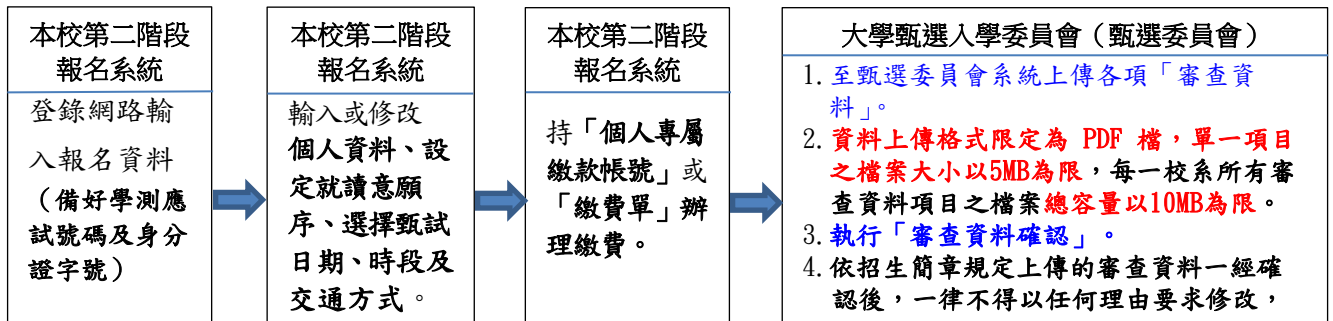 本校第二階段
報名系統
登錄網路輸
入報名資料
（備好學測應
試號碼及身分
證字號）
本校第二階段
報名系統
輸入或修改
個人資料、設
定就讀意願
序、選擇甄試
日期、時段及
交通方式。
本校第二階段
報名系統
持「個人專屬
繳款帳號」或
「繳費單」辦
理繳費。
大學甄選入學委員會（甄選委員會）
1.至甄選委員會系統上傳各項「審查資
料」。
2.資料上傳格式限定為 PDF 檔，單一項目
之檔案大小以5MB為限，每一校系所有審
查資料項目之檔案總容量以10MB為限。
3.執行「審查資料確認」。
4.依招生簡章規定上傳的審查資料一經確
認後，一律不得以任何理由要求修改，